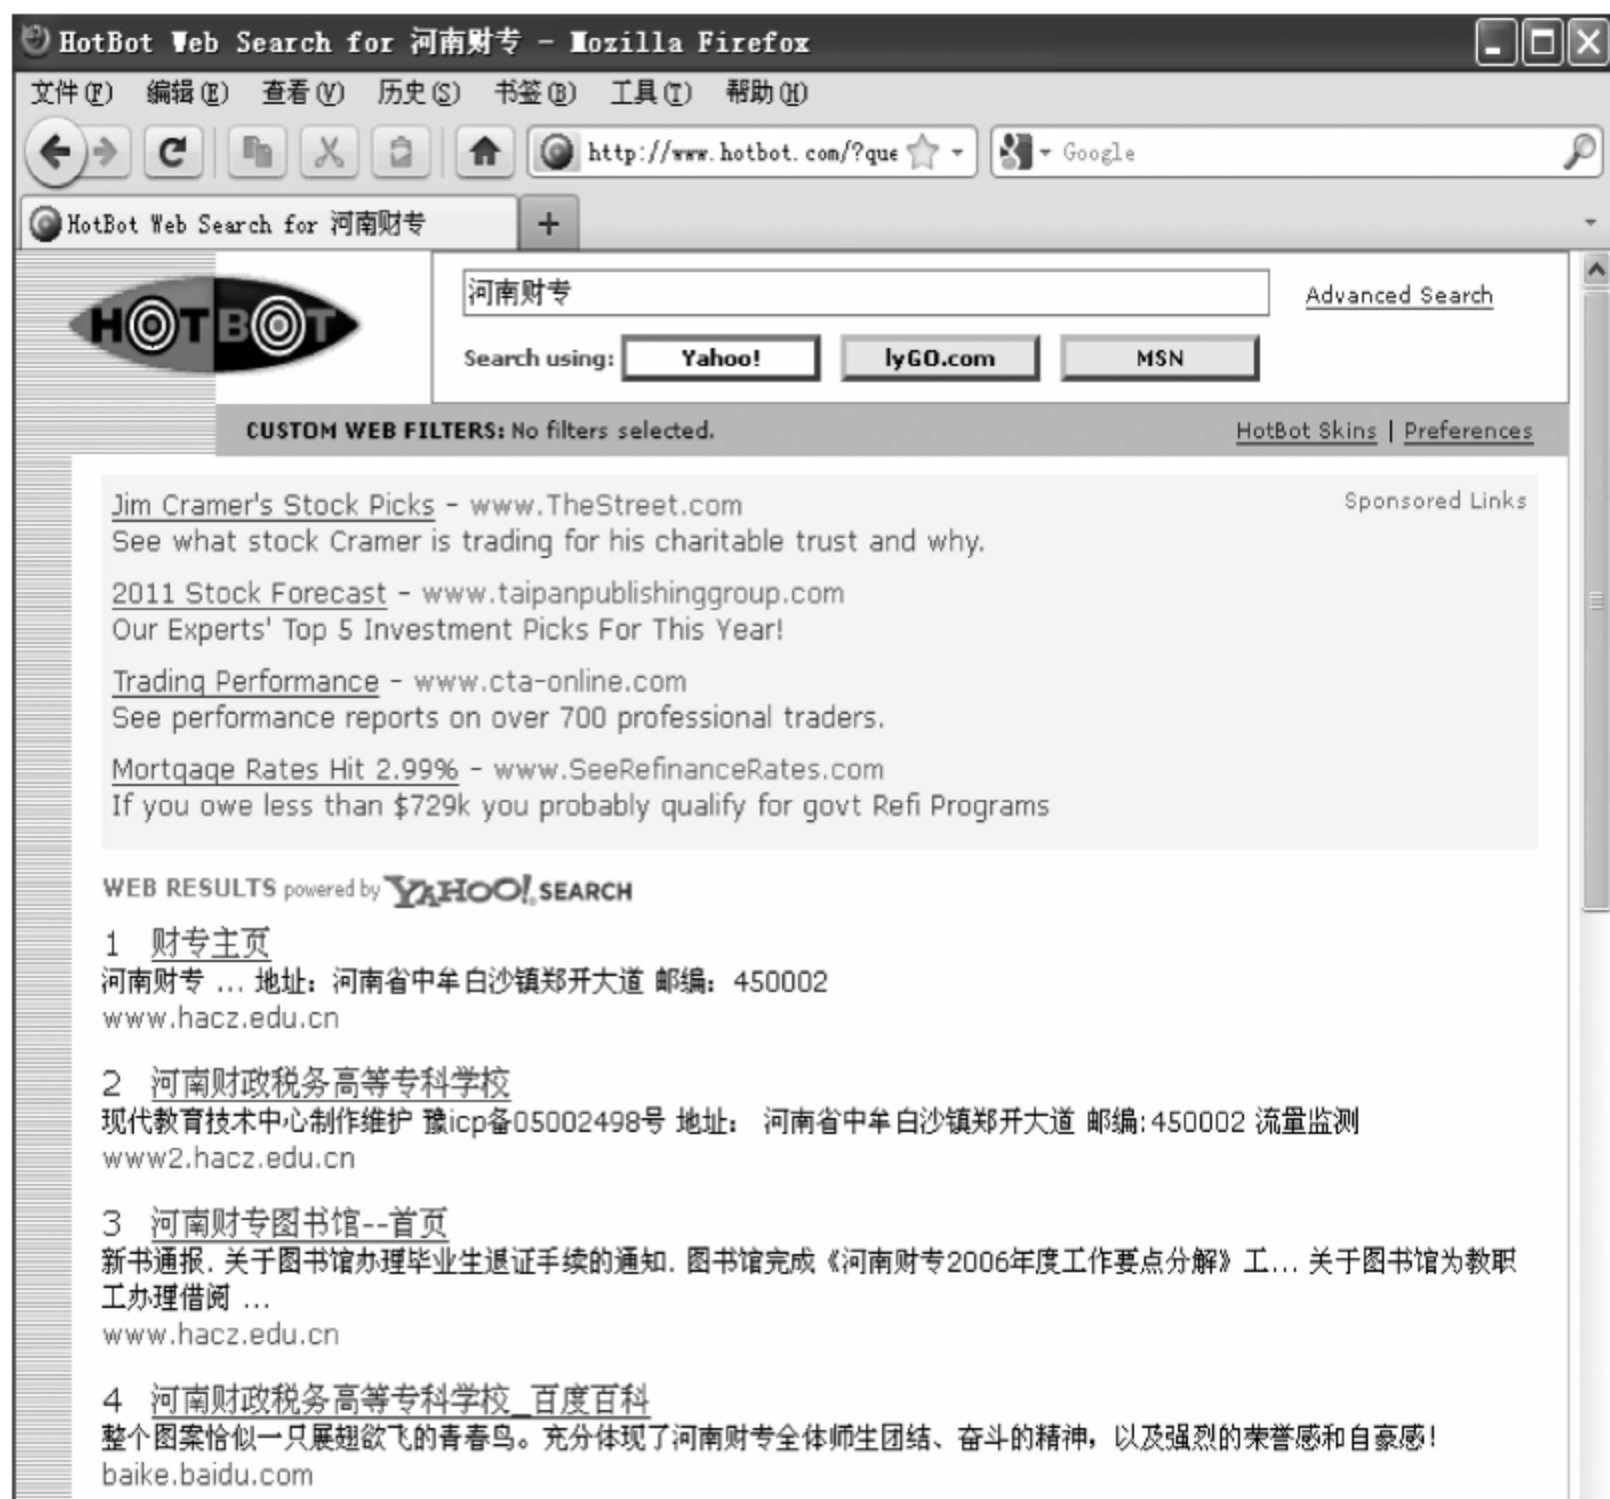 HotBot Web Search for 河南财专 - Mozilla Firefox
文件(F) 编辑(E) 查看(V) 历史(S) 书签(B) 工具(T) 帮助(H)
http://www.hotbot.com/?que
Google
HotBot Web Search for 河南财专
HOTBOT
河南财专
Advanced Search
Search using: Yahoo! lyGO.com MSN
CUSTOM WEB FILTERS: No filters selected.
HotBot Skins | Preferences
Jim Cramer's Stock Picks - www.TheStreet.com
Sponsored Links
See what stock Cramer is trading for his charitable trust and why.
2011 Stock Forecast - www.taipanpublishinggroup.com
Our Experts' Top 5 Investment Picks For This Year!
Trading Performance - www.cta-online.com
See performance reports on over 700 professional traders.
Mortgage Rates Hit 2.99% - www.SeeRefinanceRates.com
If you owe less than $729k you probably qualify for govt Refi Programs
WEB RESULTS powered by YAHOO! SEARCH
1 财专主页
河南财专 ... 地址：河南省中牟白沙镇郑开大道 邮编：450002
www.hacz.edu.cn
2 河南财政税务高等专科学校
现代教育技术中心制作维护 豫icp备05002498号 地址： 河南省中牟白沙镇郑开大道 邮编:450002 流量监测
www2.hacz.edu.cn
3 河南财专图书馆--首页
新书通报. 关于图书馆办理毕业生退证手续的通知. 图书馆完成《河南财专2006年度工作要点分解》工... 关于图书馆为教职
工办理借阅 ...
www.hacz.edu.cn
4 河南财政税务高等专科学校_百度百科
整个图案恰似一只展翅欲飞的青春鸟。充分体现了河南财专全体师生团结、奋斗的精神，以及强烈的荣誉感和自豪感！
baike.baidu.com